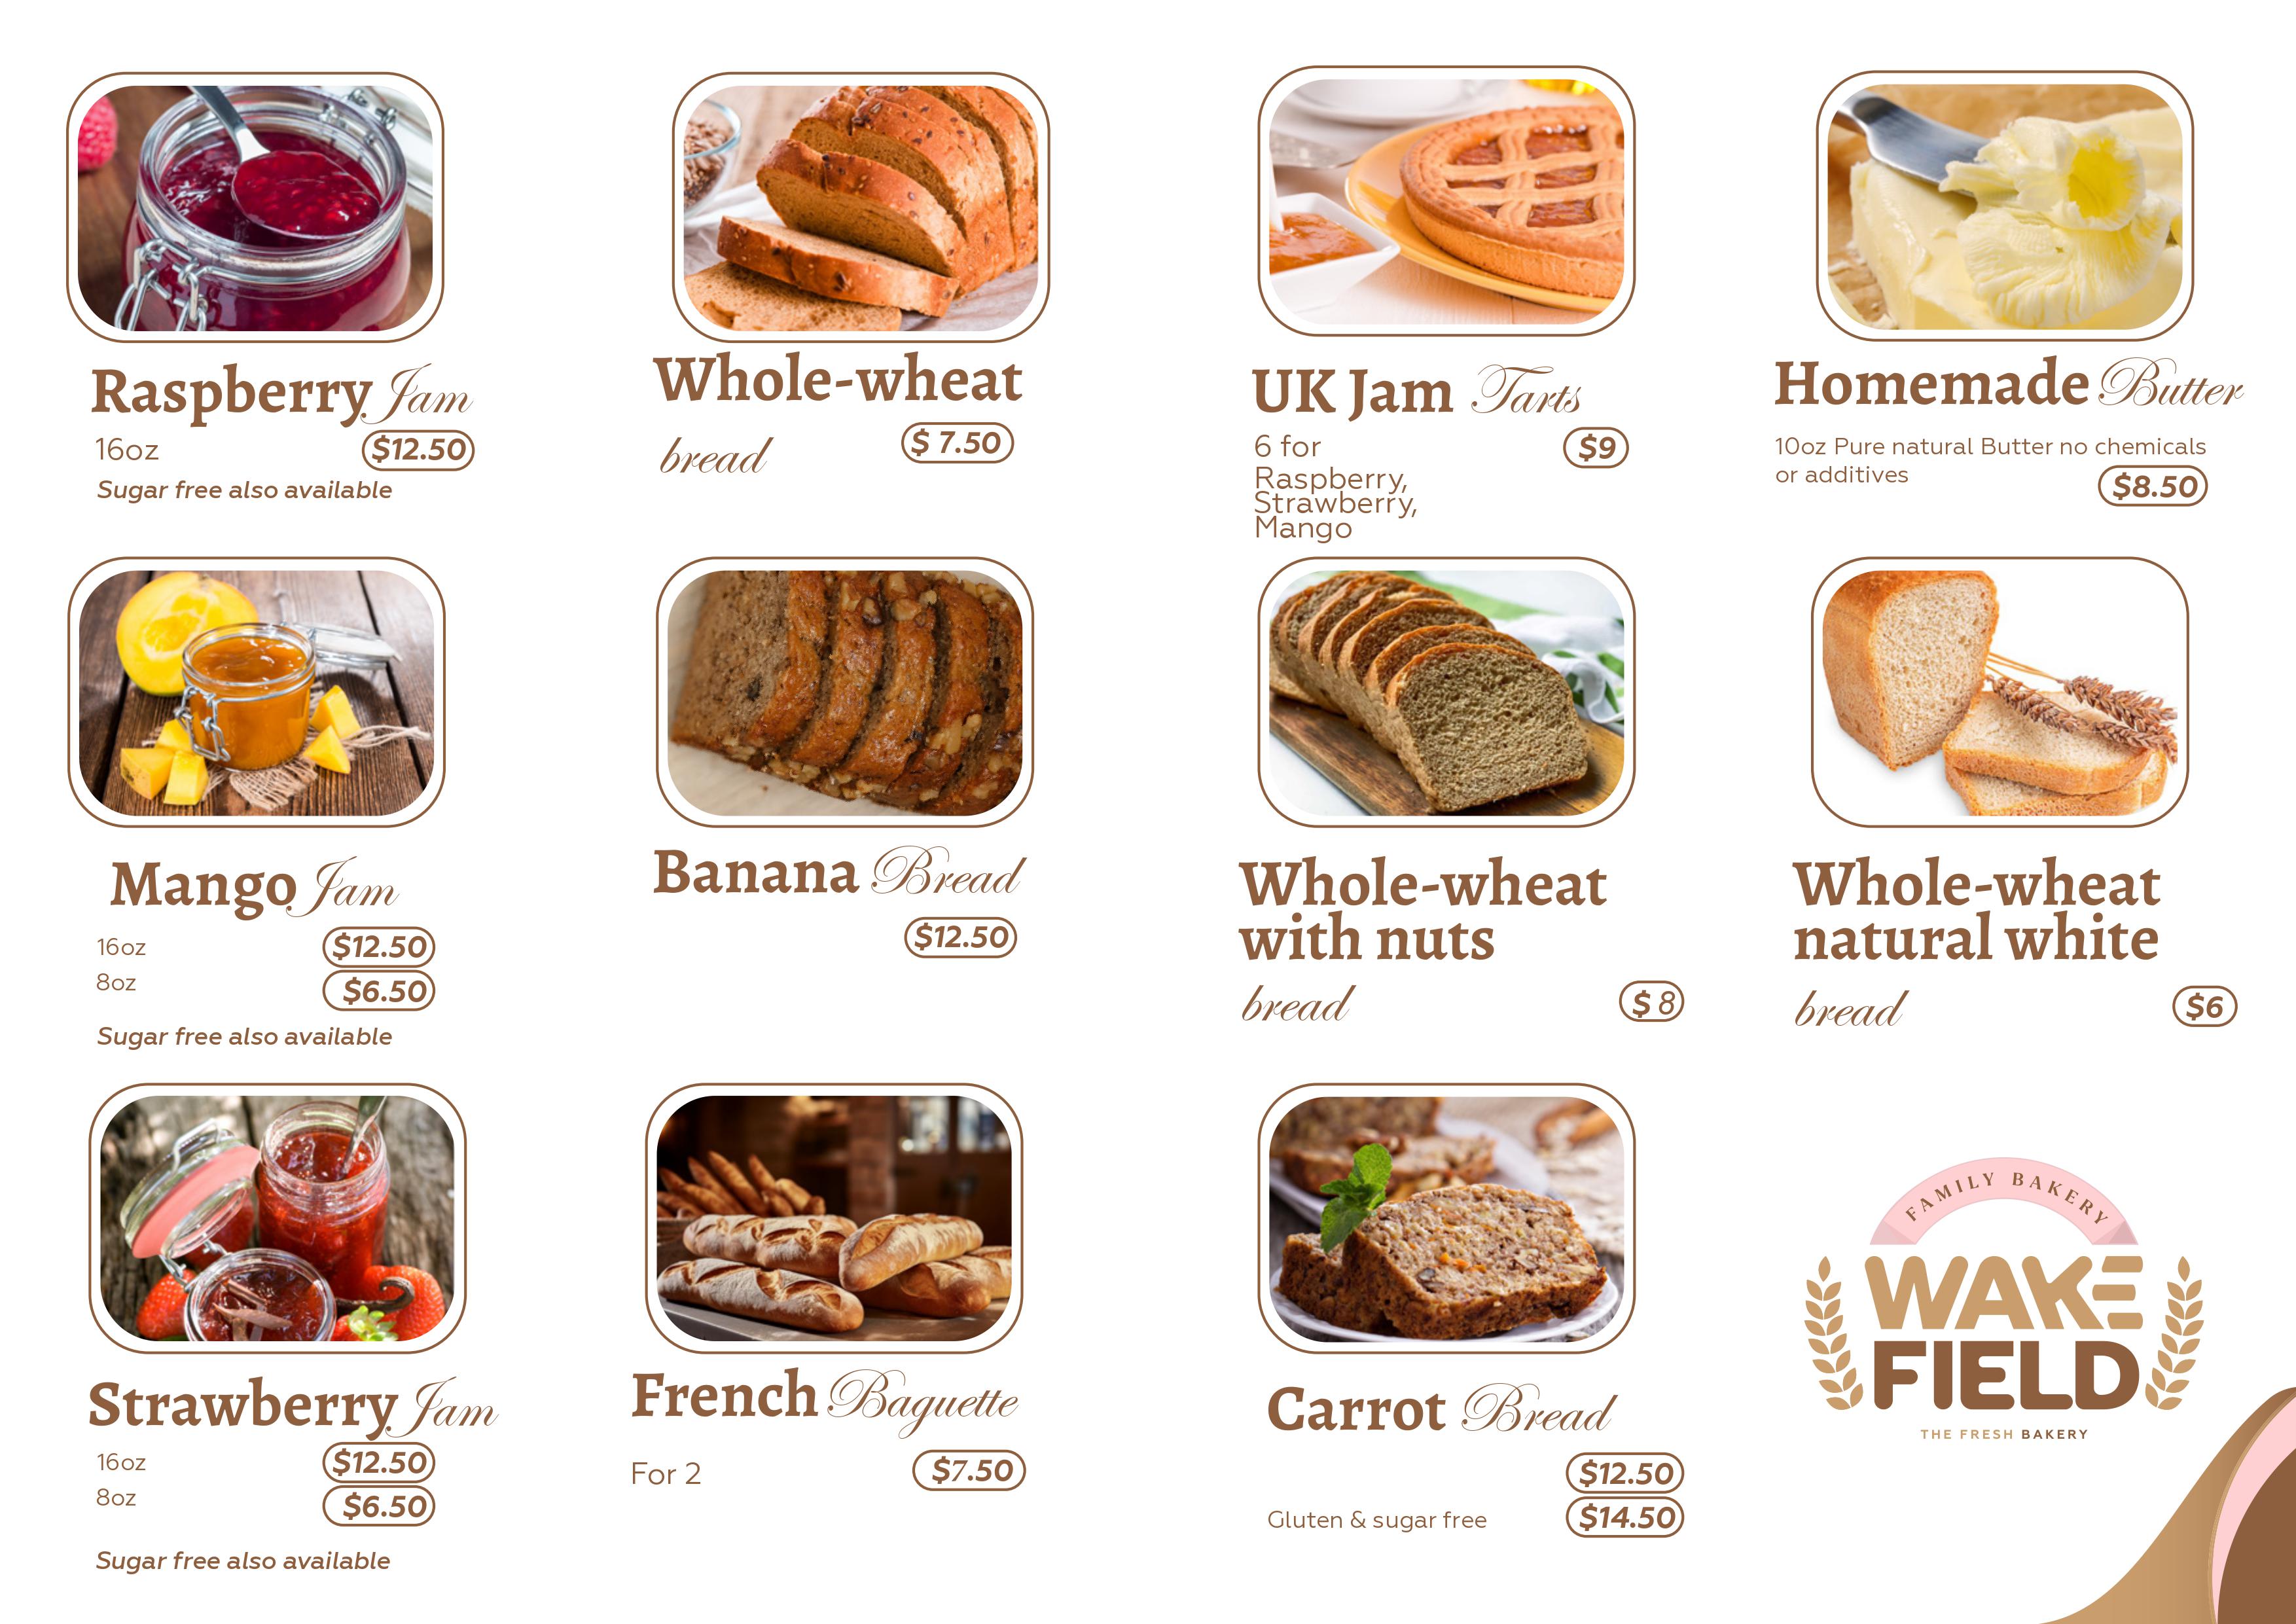 Raspberry Jam
16oz $12.50
Sugar free also available
Whole-wheat
bread $ 7.50
UK Jam Tarts
6 for $9
Raspberry,
Strawberry,
Mango
Homemade Butter
10oz Pure natural Butter no chemicals
or additives $8.50
Mango Jam
16oz $12.50
8oz $6.50
Sugar free also available
Banana Bread
$12.50
Whole-wheat
with nuts
bread $ 8
Whole-wheat
natural white
bread $6
Strawberry Jam
16oz $12.50
8oz $6.50
Sugar free also available
French Baguette
For 2 $7.50
Carrot Bread
$12.50
Gluten & sugar free $14.50
FAMILY BAKERY
WAKE
FIELD
THE FRESH BAKERY